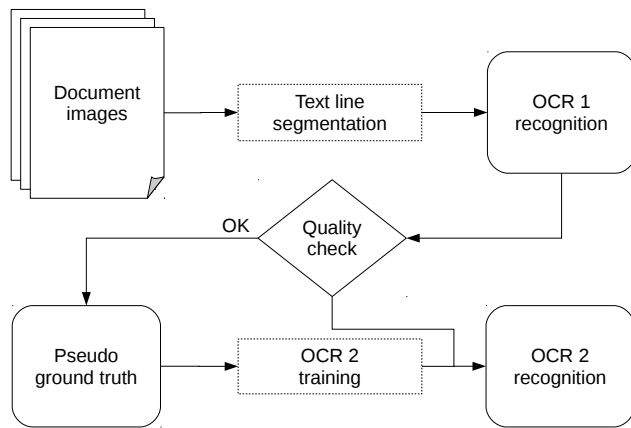 Document
images
Text line
segmentation
OCR 1
recognition
OK
Quality
check
Pseudo
ground truth
OCR 2
training
OCR 2
recognition